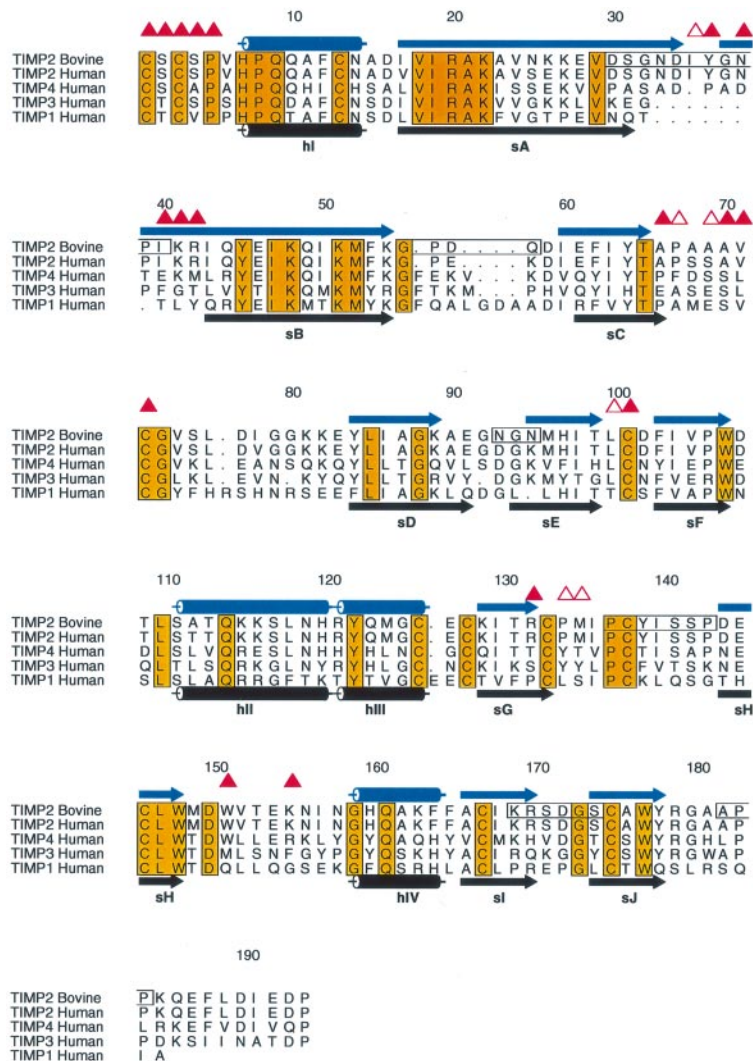 10 20 30
TIMP2 Bovine C S C S P V H P Q Q A F C N A D I V I R A K A V N K K E V D S G N D I Y G N
TIMP2 Human C S C S P V H P Q Q A F C N A D V V I R A K A V S E K E V D S G N D I Y G N
TIMP4 Human C S C A P A H P Q Q H I C H S A L V I R A K I S S E K V V P A S A D . P A D
TIMP3 Human C T C S P S H P Q D A F C N S D I V I R A K V V G K K L V K E G . . . . . .
TIMP1 Human C T C V P P H P Q T A F C N S D L V I R A K F V G T P E V N Q T . . . . . .
hI sA
40 50 60 70
TIMP2 Bovine P I K R I Q Y E I K Q I K M F K G . P D . . . . Q D I E F I Y T A P A A A V
TIMP2 Human P I K R I Q Y E I K Q I K M F K G . P E . . . . K D I E F I Y T A P S S A V
TIMP4 Human T E K M L R Y E I K Q I K M F K G F E K V . . K D V Q Y I Y T P F D S S L
TIMP3 Human P F G T L V Y T I K Q M K M Y R G F T K M . . P H V Q Y I H T E A S E S L
TIMP1 Human . T L Y Q R Y E I K M T K M Y K G F Q A L G D A A D I R F V Y T P A M E S V
sB sC
80 90 100
TIMP2 Bovine C G V S L . D I G G K K E Y L I A G K A E G N G N M H I T L C D F I V P W D
TIMP2 Human C G V S L . D V G G K K E Y L I A G K A E G D G K M H I T L C D F I V P W D
TIMP4 Human C G V K L . E A N S Q K Q Y L L T G Q V L S D G K V F I H L C N Y I E P W E
TIMP3 Human C G L K L . E V N . K Y Q Y L L T G R V Y . D G K M Y T G L C N F V E R W D
TIMP1 Human C G Y F H R S H N R S E E F L I A G K L Q D G L . L H I T T C S F V A P W N
sD sE sF
110 120 130 140
TIMP2 Bovine T L S A T Q K K S L N H R Y Q M G C . E C K I T R C P M I P C Y I S S P D E
TIMP2 Human T L S T T Q K K S L N H R Y Q M G C . E C K I T R C P M I P C Y I S S P D E
TIMP4 Human D L S L V Q R E S L N H H Y H L N C . G C Q I T T C Y T V P C T I S A P N E
TIMP3 Human Q L T L S Q R K G L N Y R Y H L G C . N C K I K S C Y Y L P C F V T S K N E
TIMP1 Human S L S L A Q R R G F T K T Y T V G C E E C T V F P C L S I P C K L Q S G T H
hII hIII sG sH
150 160 170 180
TIMP2 Bovine C L W M D W V T E K N I N G H Q A K F F A C I K R S D G S C A W Y R G A A P
TIMP2 Human C L W M D W V T E K N I N G H Q A K F F A C I K R S D G S C A W Y R G A A P
TIMP4 Human C L W T D W L L E R K L Y G Y Q A Q H Y V C M K H V D G T C S W Y R G H L P
TIMP3 Human C L W T D M L S N F G Y P G Y Q S K H Y A C I R Q K G G Y C S W Y R G W A P
TIMP1 Human C L W T D Q L L Q G S E K G F Q S R H L A C L P R E P G L C T W Q S L R S Q
sH hIV sI sJ
190
TIMP2 Bovine P K Q E F L D I E D P
TIMP2 Human P K Q E F L D I E D P
TIMP4 Human L R K E F V D I V Q P
TIMP3 Human P D K S I I N A T D P
TIMP1 Human I A